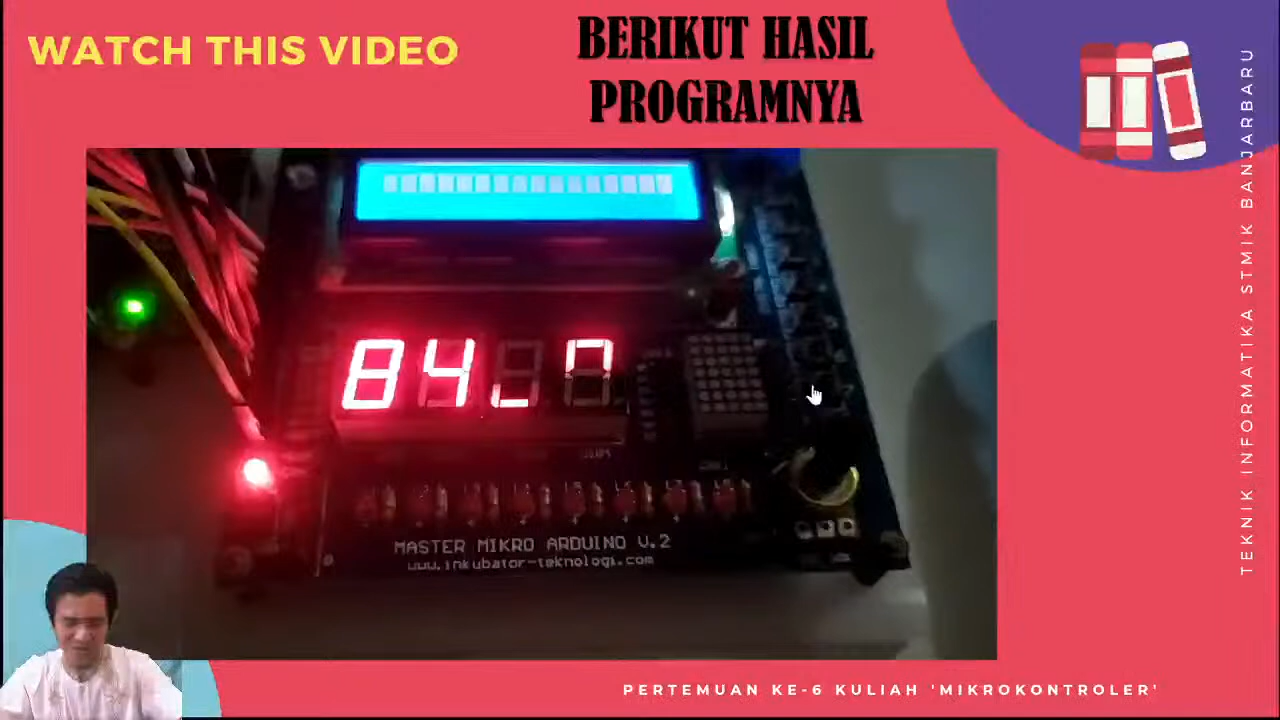 WATCH THIS VIDEO
BERIKUT HASIL
PROGRAMNYA
TEKNIK INFORMATIKA STMIK BANJARBARU
84
MASTER MIKRO ARDUINO V.2
www.inkubator-teknologi.com
PERTEMUAN KE-6 KULIAH 'MIKROKONTROLER'